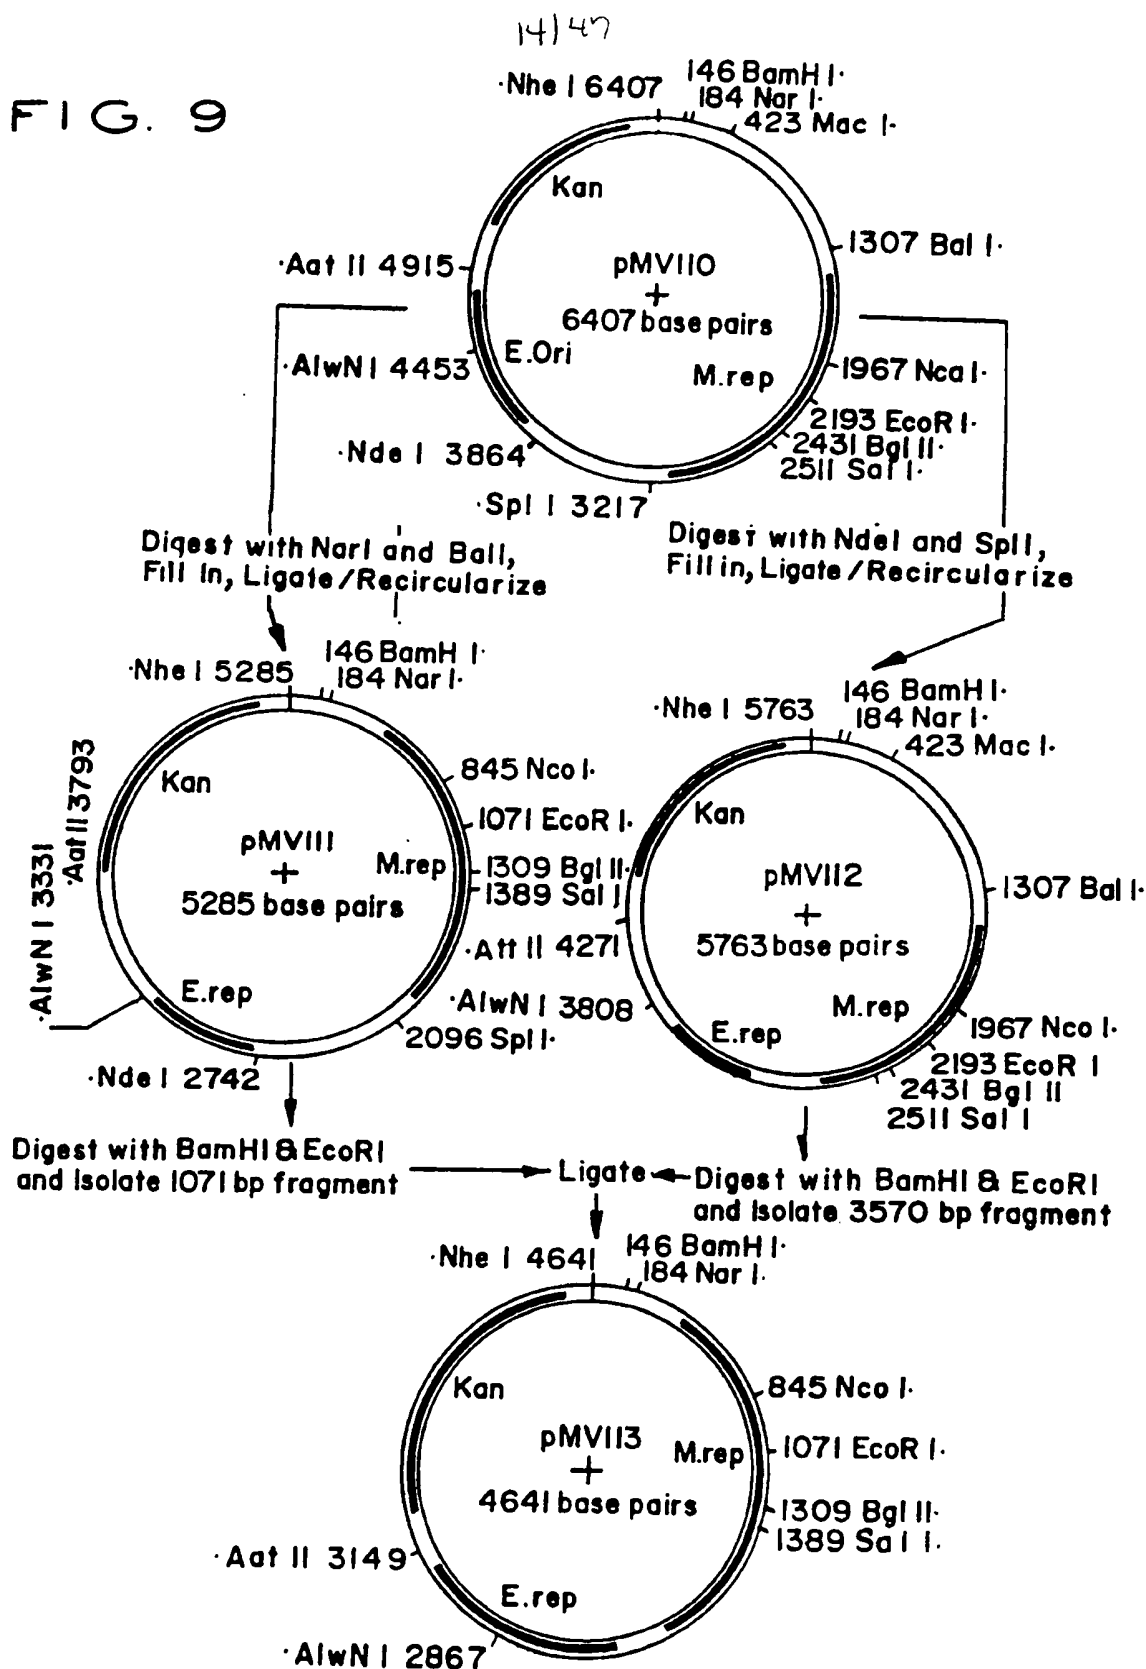 14/47
FIG. 9
·Nhe I 6407
146 BamH I·
184 Nar I·
423 Mac I·
Kan
1307 Bal I·
·Aat II 4915
pMV110
+
6407 base pairs
·AlwN I 4453
E.Ori
M.rep
1967 Nca I·
2193 EcoR I·
2431 Bgl II·
2511 Sal I·
·Nde I 3864
·Spl I 3217
Digest with NarI and BalI,
Fill In, Ligate/Recircularize
Digest with NdeI and SplI,
Fill in, Ligate/Recircularize
·Nhe I 5285
146 BamH I·
184 Nar I·
Kan
845 Nco I·
1071 EcoR I·
pMV111
+
5285 base pairs
M.rep
1309 Bgl II·
1389 Sal I
·Aat II 3793
·AlwN I 3331
E.rep
2096 Spl I·
·Nde I 2742
·Nhe I 5763
146 BamH I·
184 Nar I·
423 Mac I·
Kan
1307 Bal I·
pMV112
+
5763 base pairs
·Att II 4271
·AlwN I 3808
E.rep
M.rep
1967 Nco I·
2193 EcoR I
2431 Bgl II
2511 Sal I
Digest with BamHI & EcoRI
and Isolate 1071 bp fragment
Ligate
Digest with BamHI & EcoRI
and Isolate 3570 bp fragment
·Nhe I 4641
146 BamH I·
184 Nar I·
Kan
845 Nco I·
pMV113
+
4641 base pairs
M.rep
1071 EcoR I·
1309 Bgl II·
1389 Sal I·
·Aat II 3149
E.rep
·AlwN I 2867